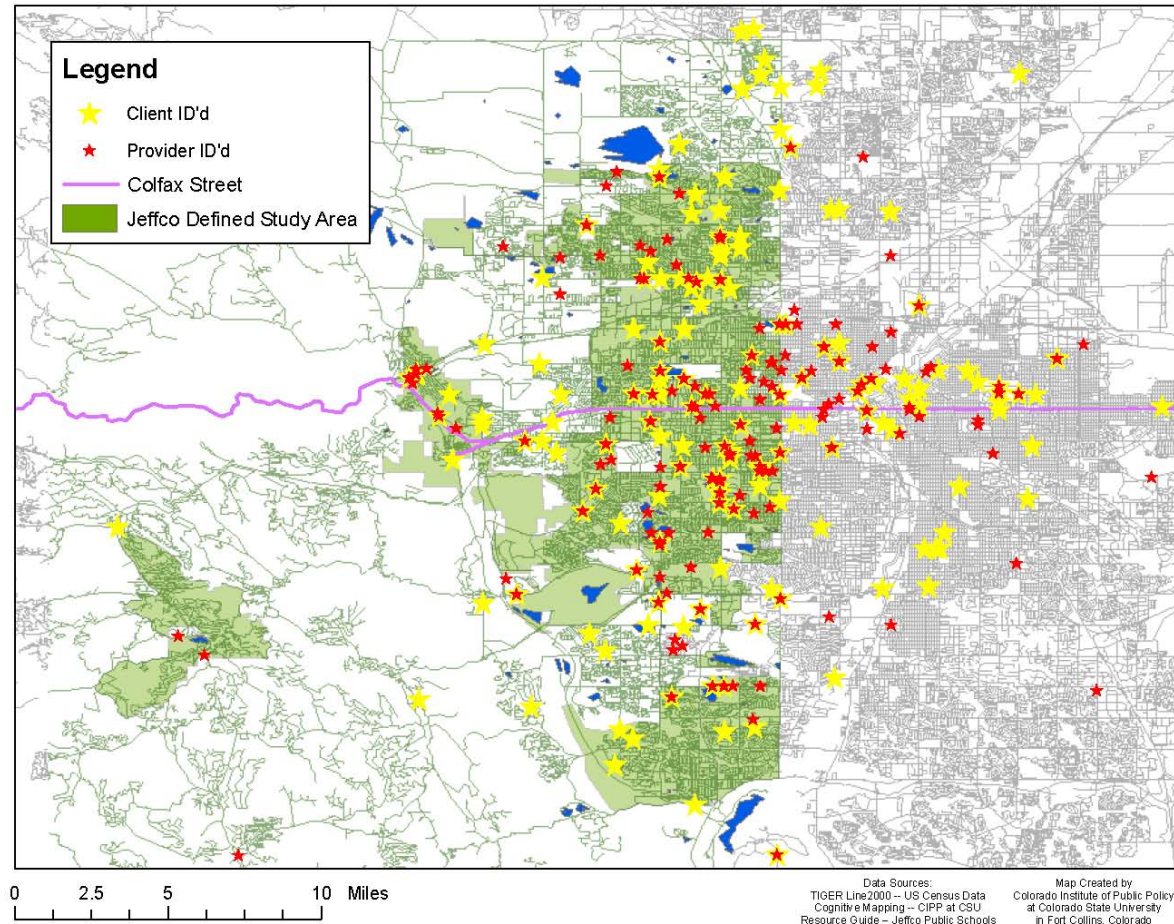 Legend
Client ID'd
Provider ID'd
Colfax Street
Jeffco Defined Study Area
0 2.5 5 10 Miles
Data Sources:
TIGER Line2000 -- US Census Data
Cognitive Mapping -- CIPP at CSU
Resource Guide – Jeffco Public Schools
Map Created by
Colorado Institute of Public Policy
at Colorado State University
in Fort Collins, Colorado